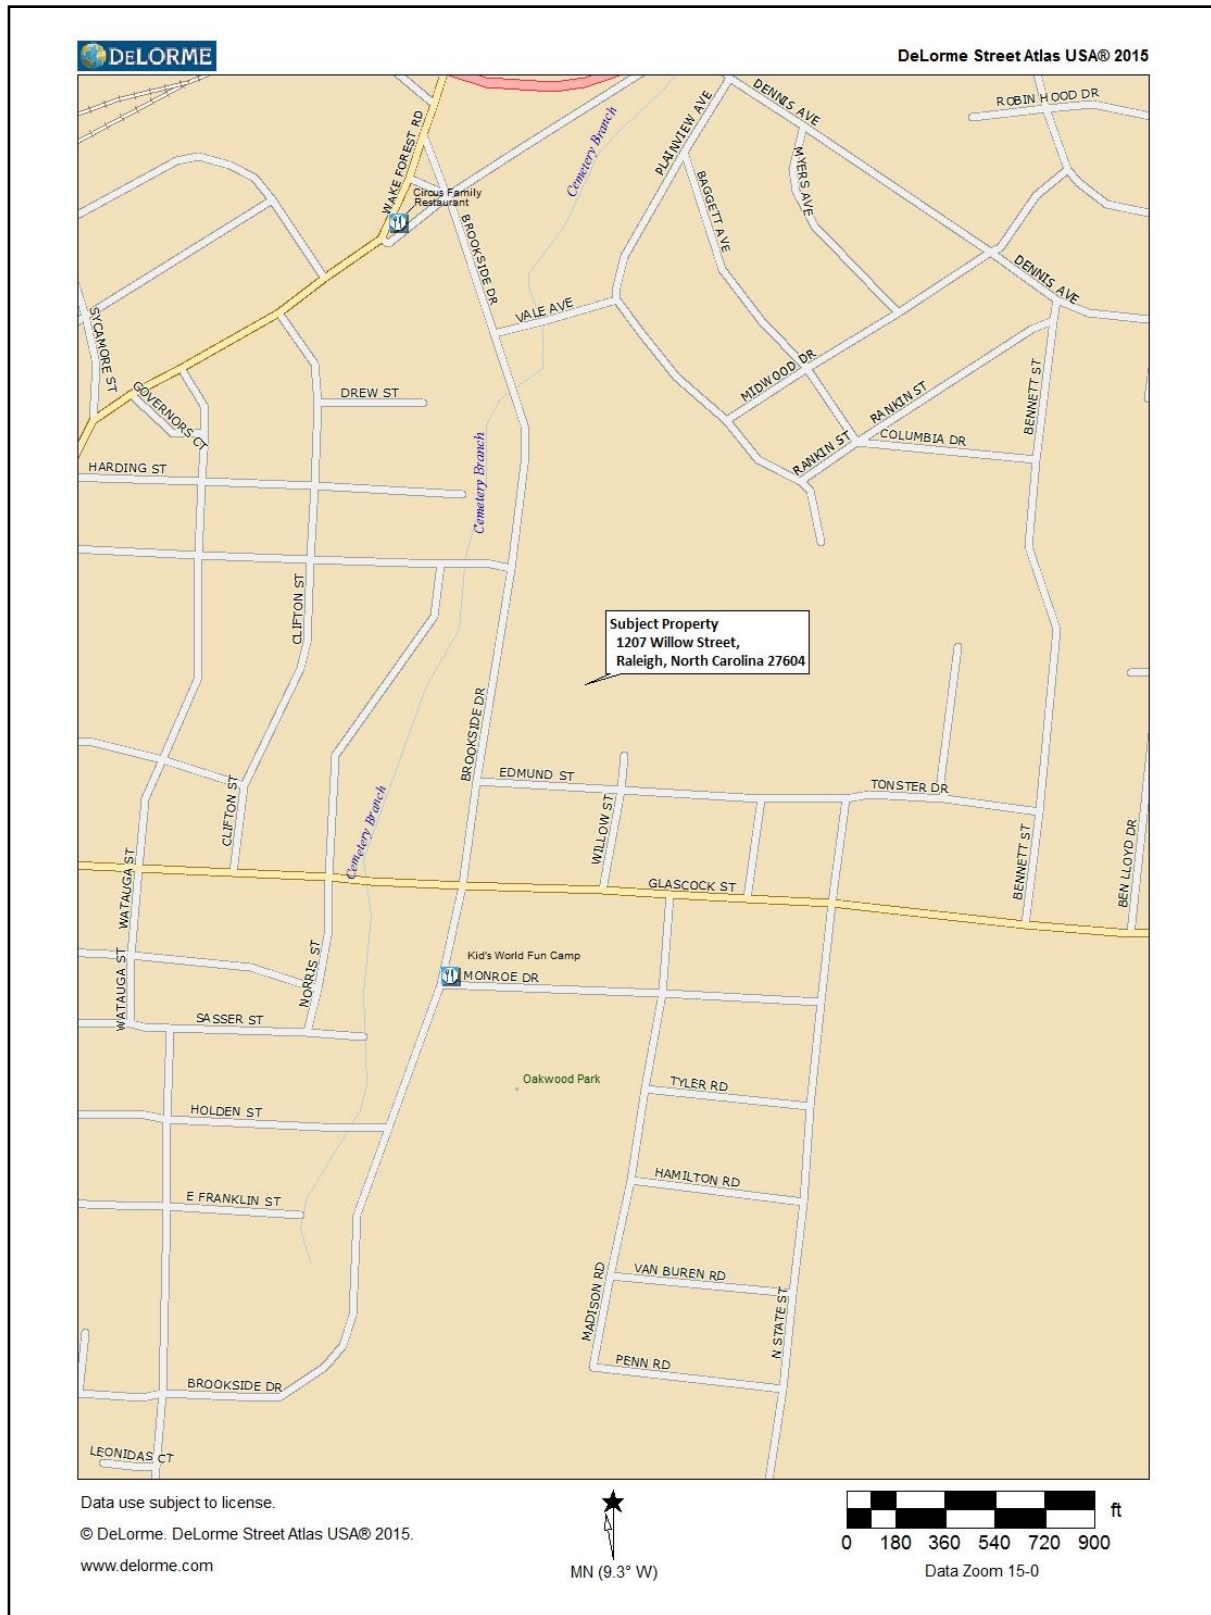 DELORME
DeLorme Street Atlas USA® 2015
ROBIN HOOD DR
DENNIS AVE
PLAINVIEW AVE
Cemetery Branch
WAKE FOREST RD
MYERS AVE
BAGGETT AVE
Circus Family
Restaurant
BROOKSIDE DR
DENNIS AVE
VALE AVE
SYCAMORE ST
MIDWOOD DR
BENNETT ST
GOVERNORS CT
DREW ST
RANKIN ST
COLUMBIA DR
RANKIN ST
HARDING ST
Cemetery Branch
CLIFTON ST
Subject Property
1207 Willow Street,
Raleigh, North Carolina 27604
BROOKSIDE DR
EDMUND ST
TONSTER DR
CLIFTON ST
Cemetery Branch
WILLOW ST
BENNETT ST
BEN LLOYD DR
WATAUGA ST
GLASCOCK ST
Kid's World Fun Camp
MONROE DR
WATAUGA ST
NORRIS ST
SASSER ST
Oakwood Park
TYLER RD
HOLDEN ST
HAMILTON RD
E FRANKLIN ST
VAN BUREN RD
MADISON RD
N STATE ST
PENN RD
BROOKSIDE DR
LEONIDAS CT
Data use subject to license.
© DeLorme. DeLorme Street Atlas USA® 2015.
www.delorme.com
MN (9.3° W)
ft
0 180 360 540 720 900
Data Zoom 15-0